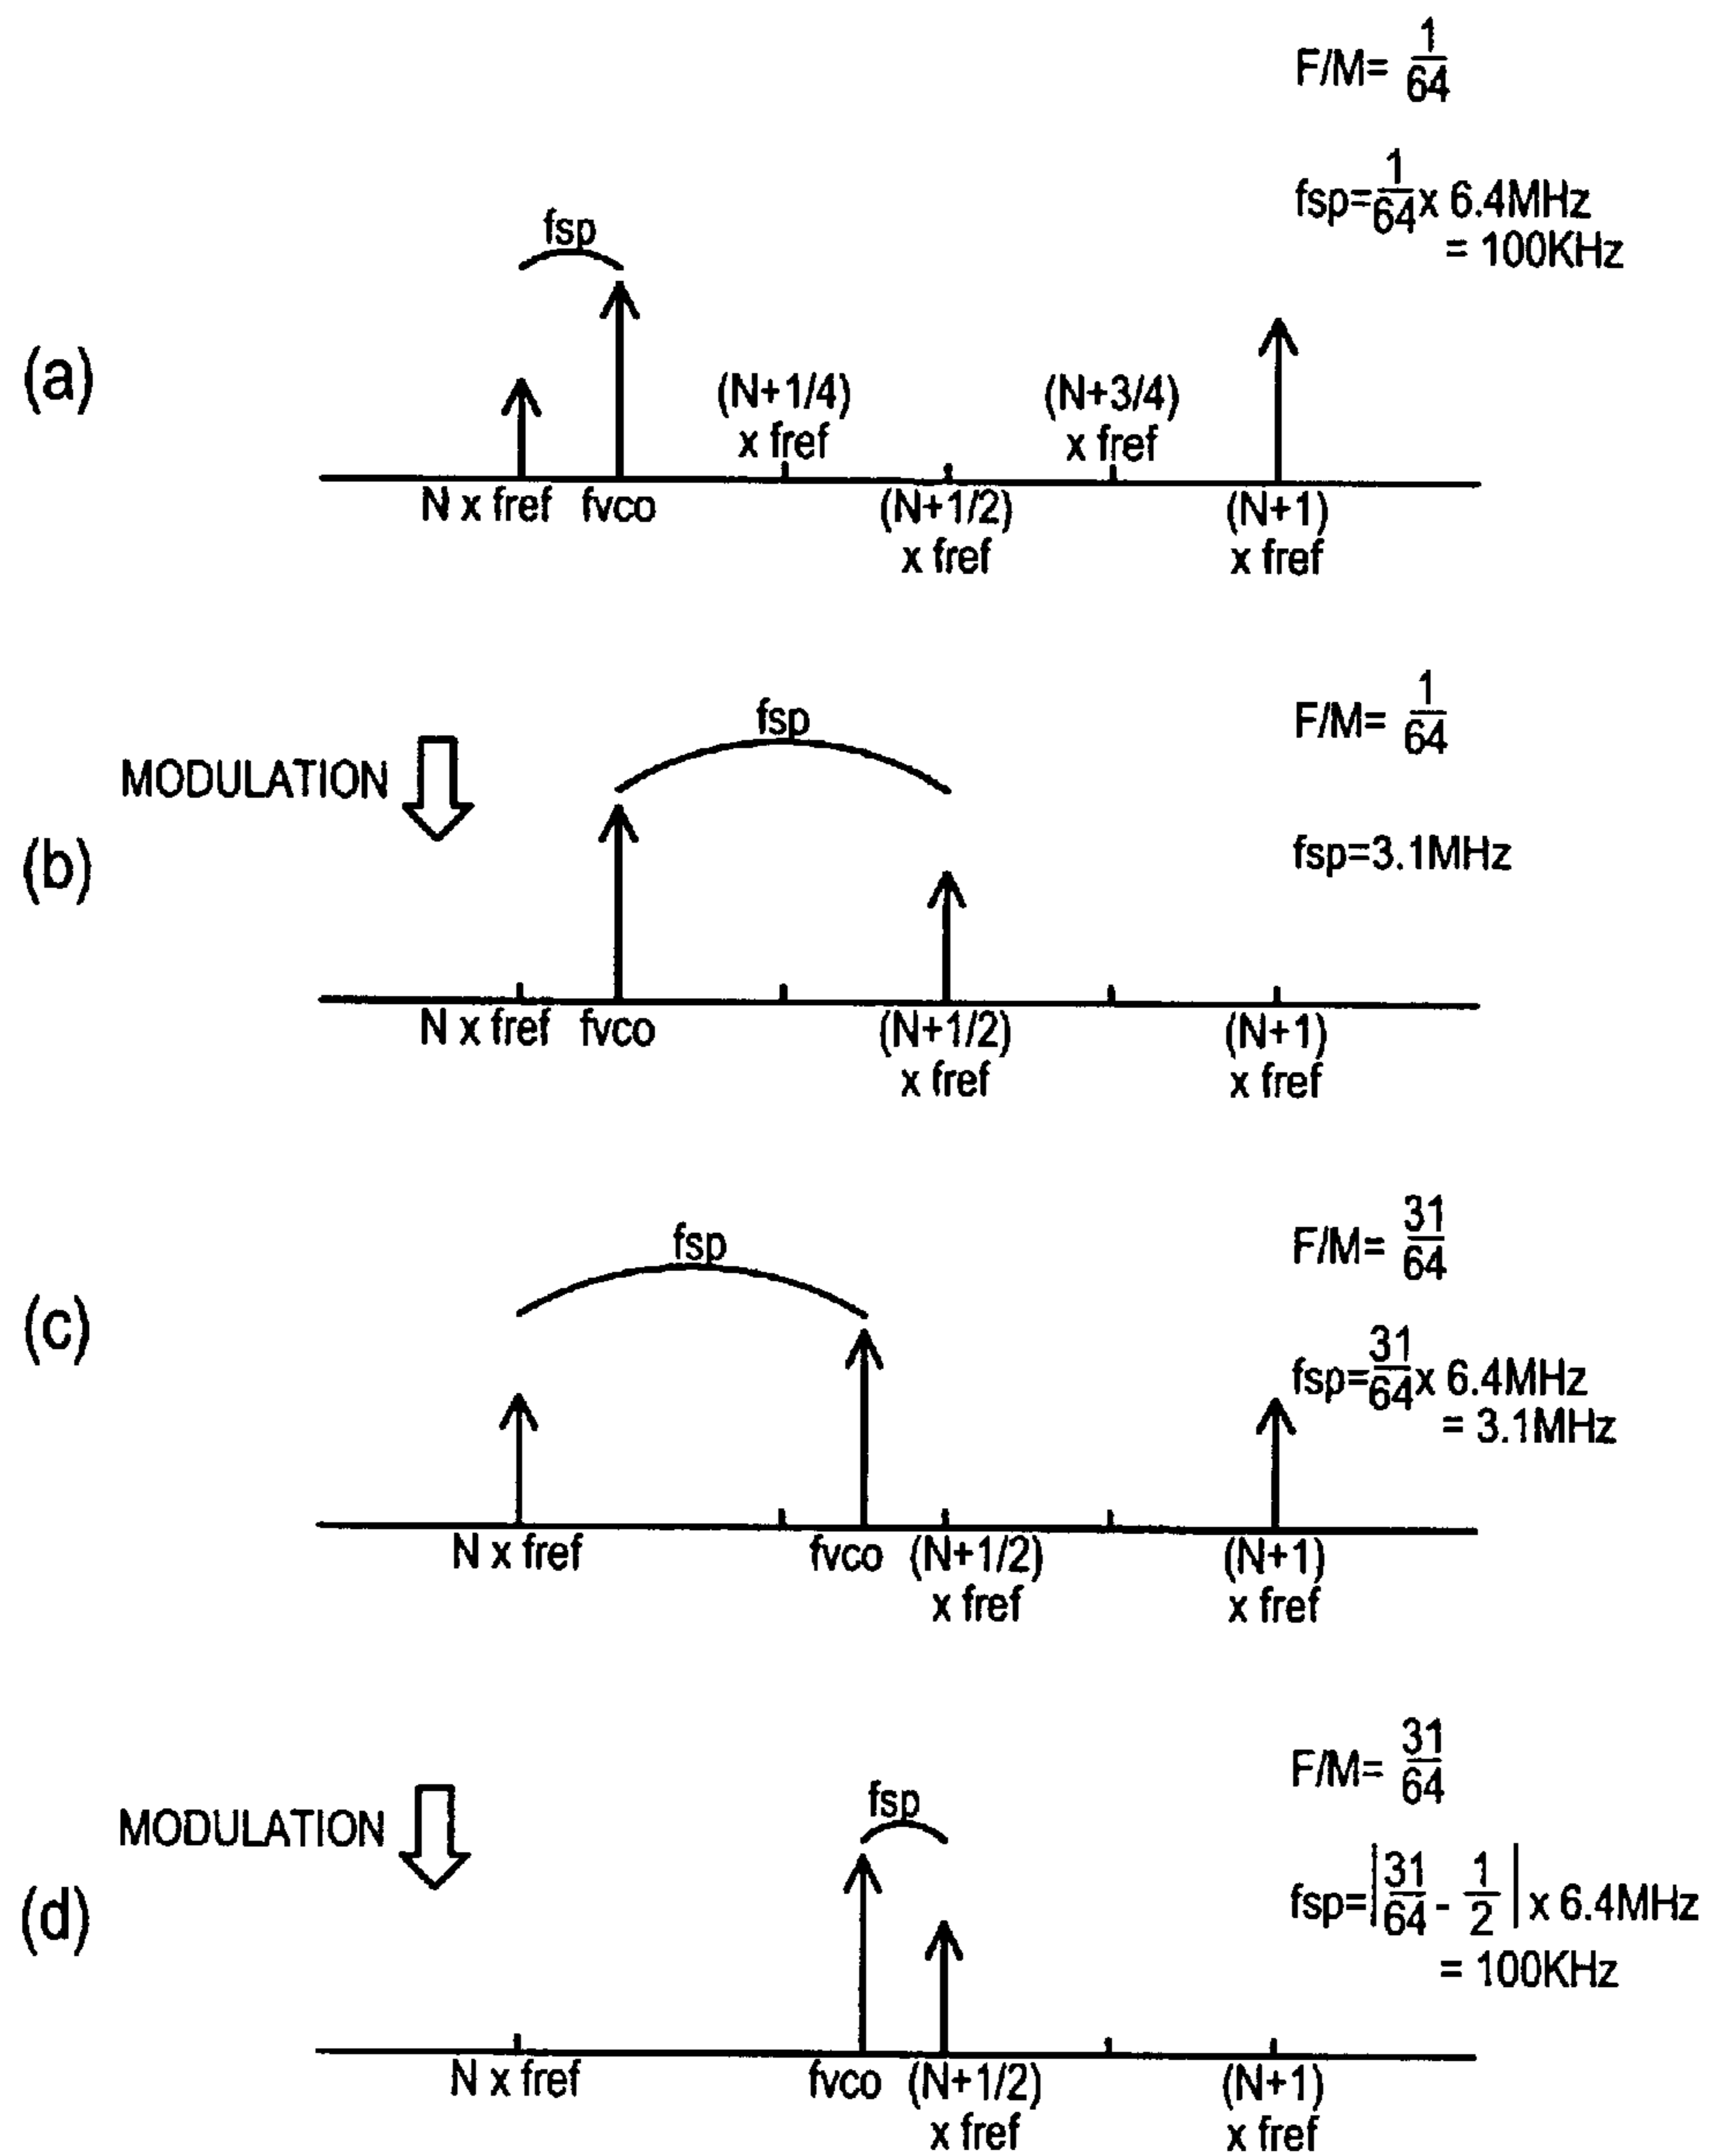 (a)
F/M= 1/64
fsp=1/64 x 6.4MHz
= 100KHz
fsp
(N+1/4)
x fref
(N+3/4)
x fref
N x fref
fvco
(N+1/2)
x fref
(N+1)
x fref
(b)
MODULATION
F/M= 1/64
fsp=3.1MHz
fsp
N x fref
fvco
(N+1/2)
x fref
(N+1)
x fref
(c)
F/M= 31/64
fsp=31/64 x 6.4MHz
= 3.1MHz
fsp
N x fref
fvco
(N+1/2)
x fref
(N+1)
x fref
(d)
MODULATION
F/M= 31/64
fsp=|31/64 - 1/2| x 6.4MHz
= 100KHz
fsp
N x fref
fvco
(N+1/2)
x fref
(N+1)
x fref